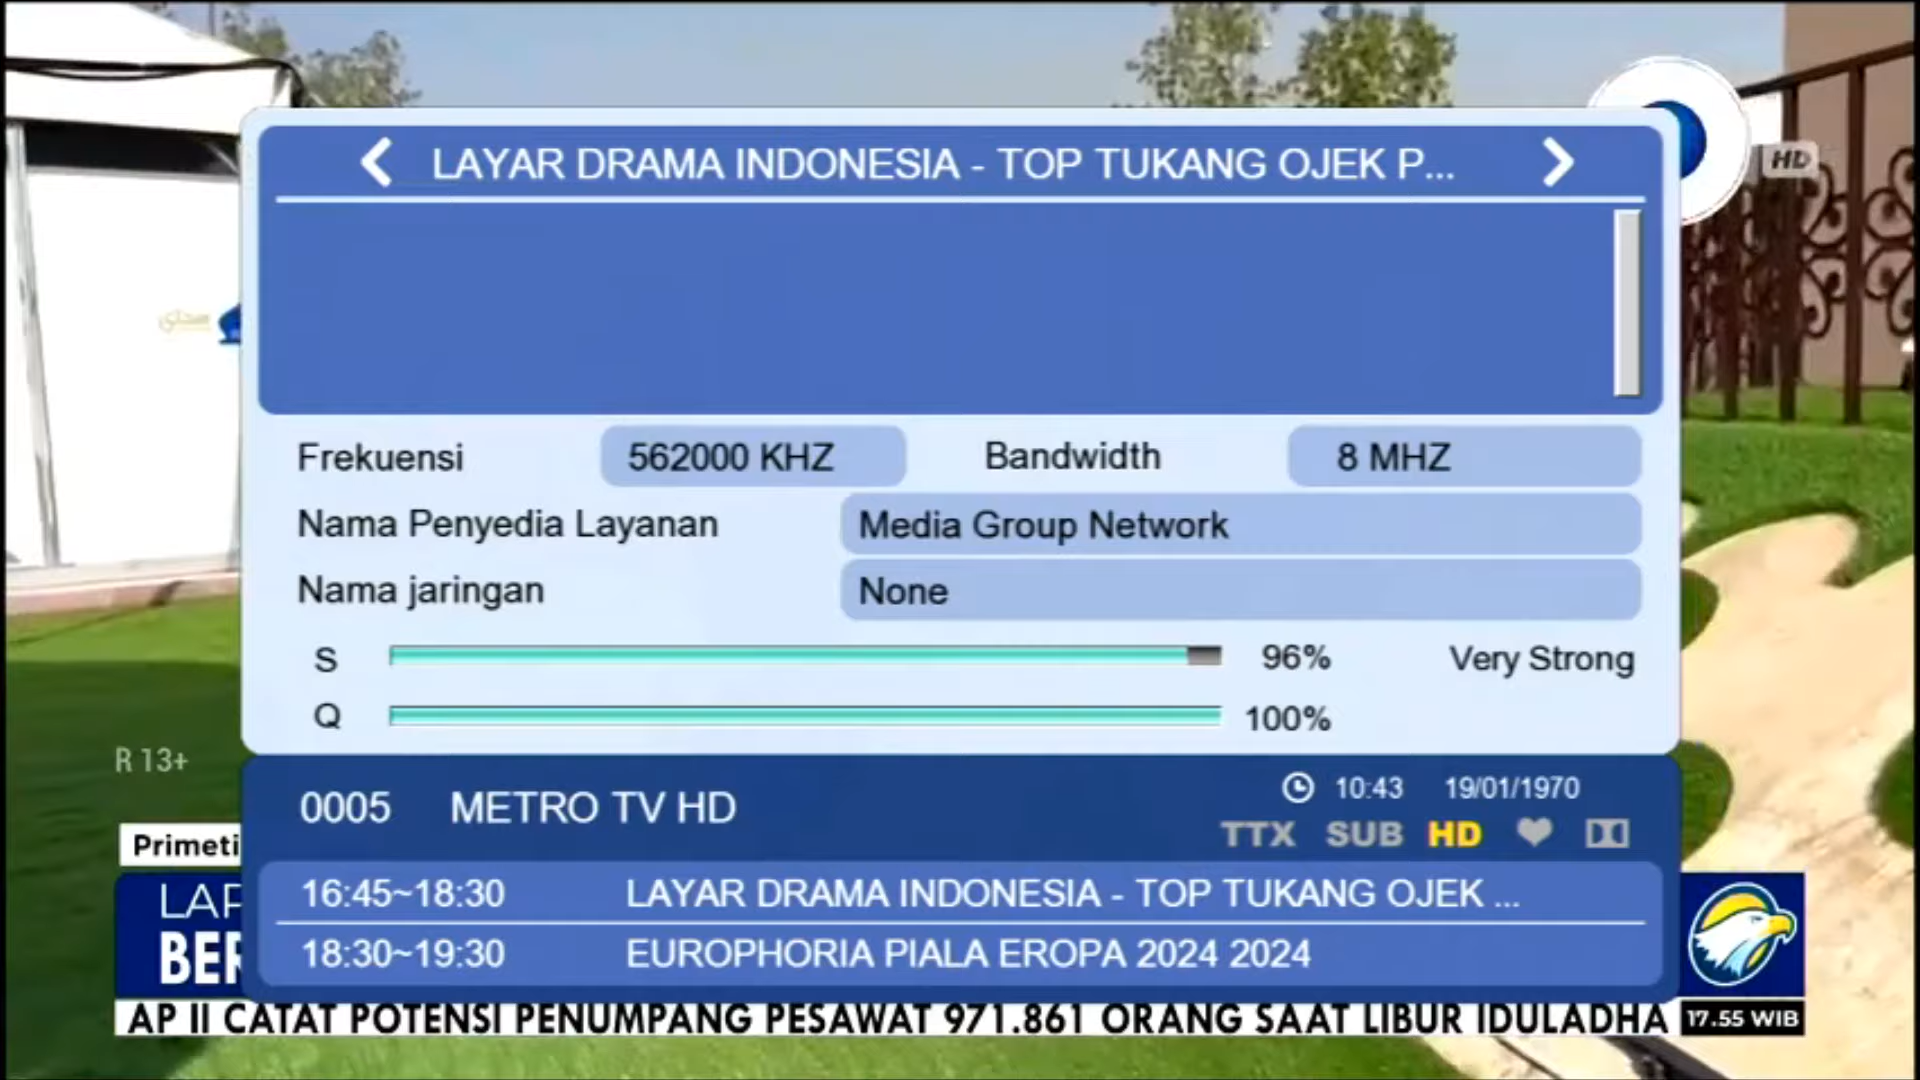 HD
LAYAR DRAMA INDONESIA - TOP TUKANG OJEK P...
Frekuensi 562000 KHZ Bandwidth 8 MHZ
Nama Penyedia Layanan Media Group Network
Nama jaringan None
S 96% Very Strong
Q 100%
R 13+
0005 METRO TV HD 10:43 19/01/1970
TTX SUB HD
Primeti
16:45~18:30 LAYAR DRAMA INDONESIA - TOP TUKANG OJEK ...
LAP
18:30~19:30 EUROPHORIA PIALA EROPA 2024 2024
BER
AP II CATAT POTENSI PENUMPANG PESAWAT 971.861 ORANG SAAT LIBUR IDULADHA 17.55 WIB